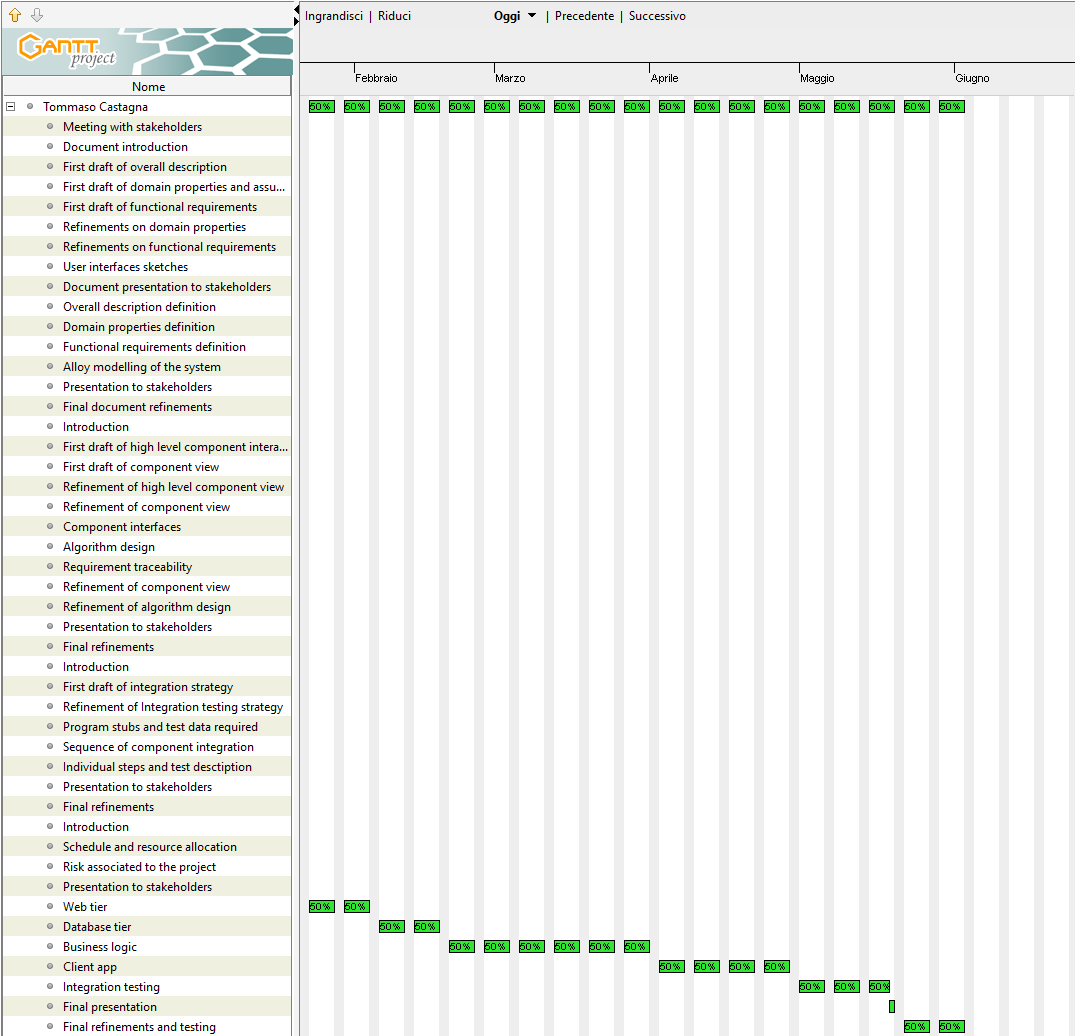 Ingrandisci | Riduci Oggi | Precedente | Successivo
GANTT
project
Febbraio Marzo Aprile Maggio Giugno
Nome
Tommaso Castagna 50% 50% 50% 50% 50% 50% 50% 50% 50% 50% 50% 50% 50% 50% 50% 50% 50% 50% 50%
Meeting with stakeholders
Document introduction
First draft of overall description
First draft of domain properties and assu...
First draft of functional requirements
Refinements on domain properties
Refinements on functional requirements
User interfaces sketches
Document presentation to stakeholders
Overall description definition
Domain properties definition
Functional requirements definition
Alloy modelling of the system
Presentation to stakeholders
Final document refinements
Introduction
First draft of high level component intera...
First draft of component view
Refinement of high level component view
Refinement of component view
Component interfaces
Algorithm design
Requirement traceability
Refinement of component view
Refinement of algorithm design
Presentation to stakeholders
Final refinements
Introduction
First draft of integration strategy
Refinement of Integration testing strategy
Program stubs and test data required
Sequence of component integration
Individual steps and test desctiption
Presentation to stakeholders
Final refinements
Introduction
Schedule and resource allocation
Risk associated to the project
Presentation to stakeholders
Web tier 50% 50%
Database tier 50% 50%
Business logic 50% 50% 50% 50% 50% 50%
Client app 50% 50% 50% 50%
Integration testing 50% 50% 50%
Final presentation
Final refinements and testing 50% 50%